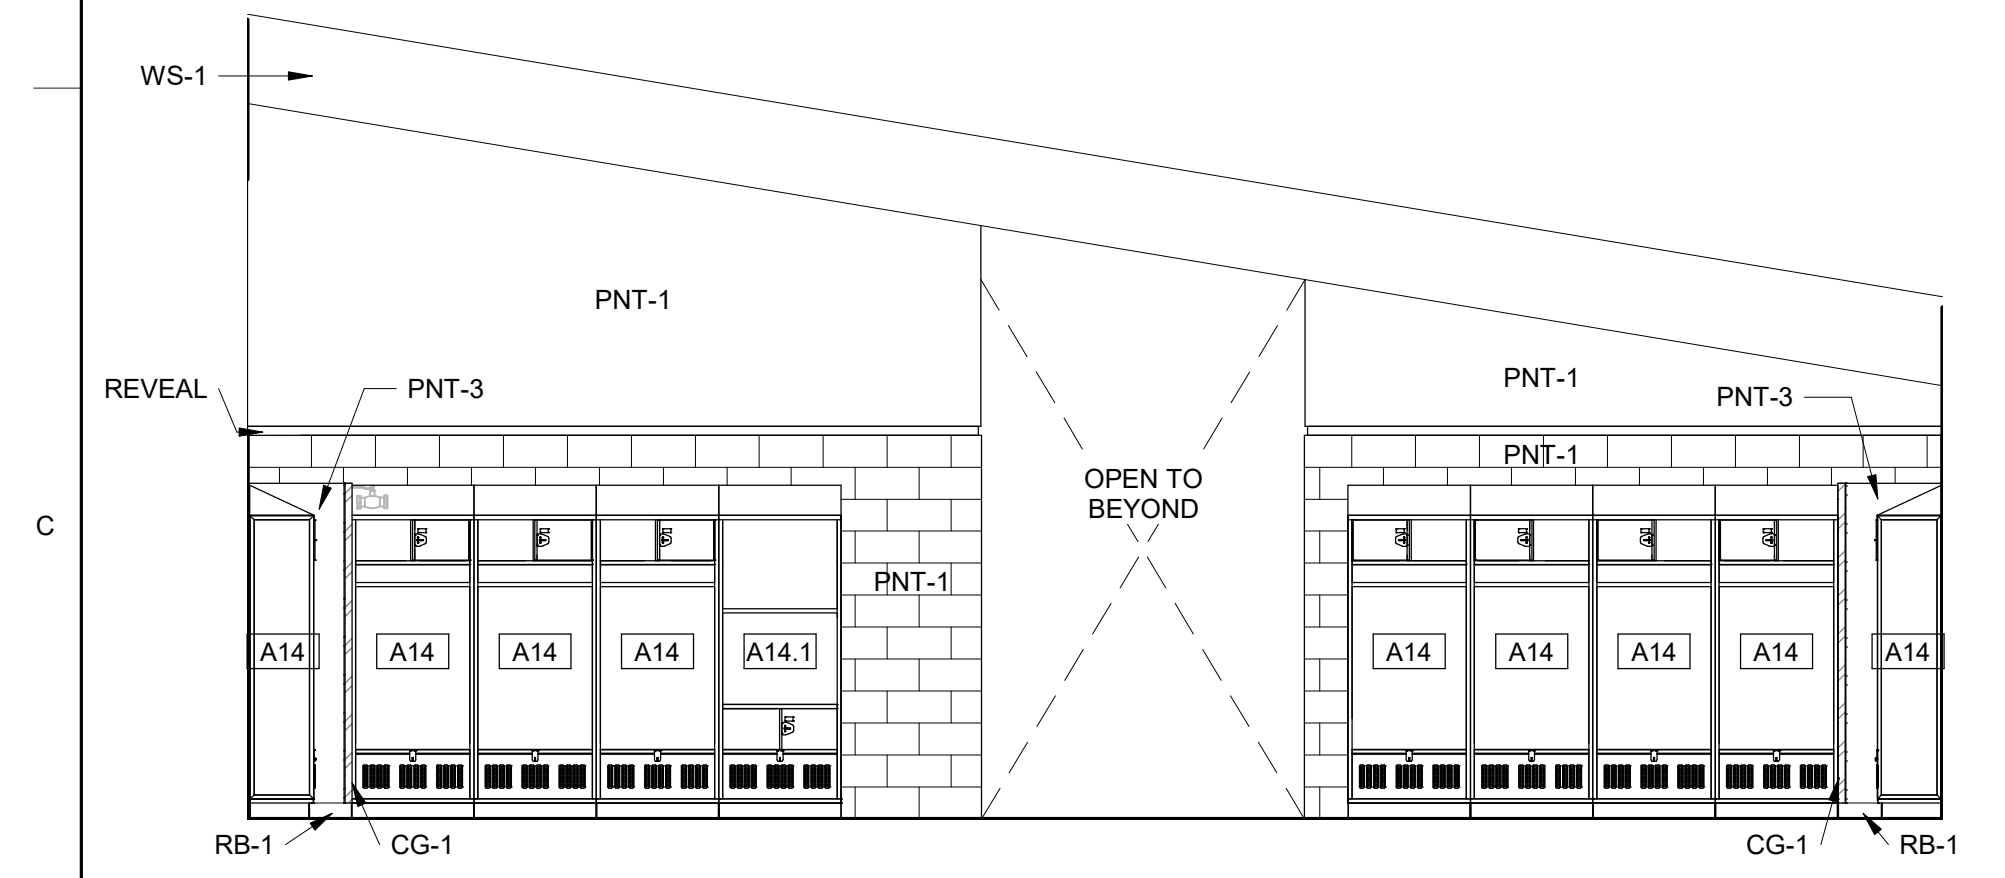 WS-1
PNT-1
PNT-1
REVEAL
PNT-3
PNT-3
PNT-1
OPEN TO
BEYOND
C
PNT-1
A14
A14
A14
A14
A14.1
A14
A14
A14
A14
A14
RB-1
CG-1
CG-1
RB-1